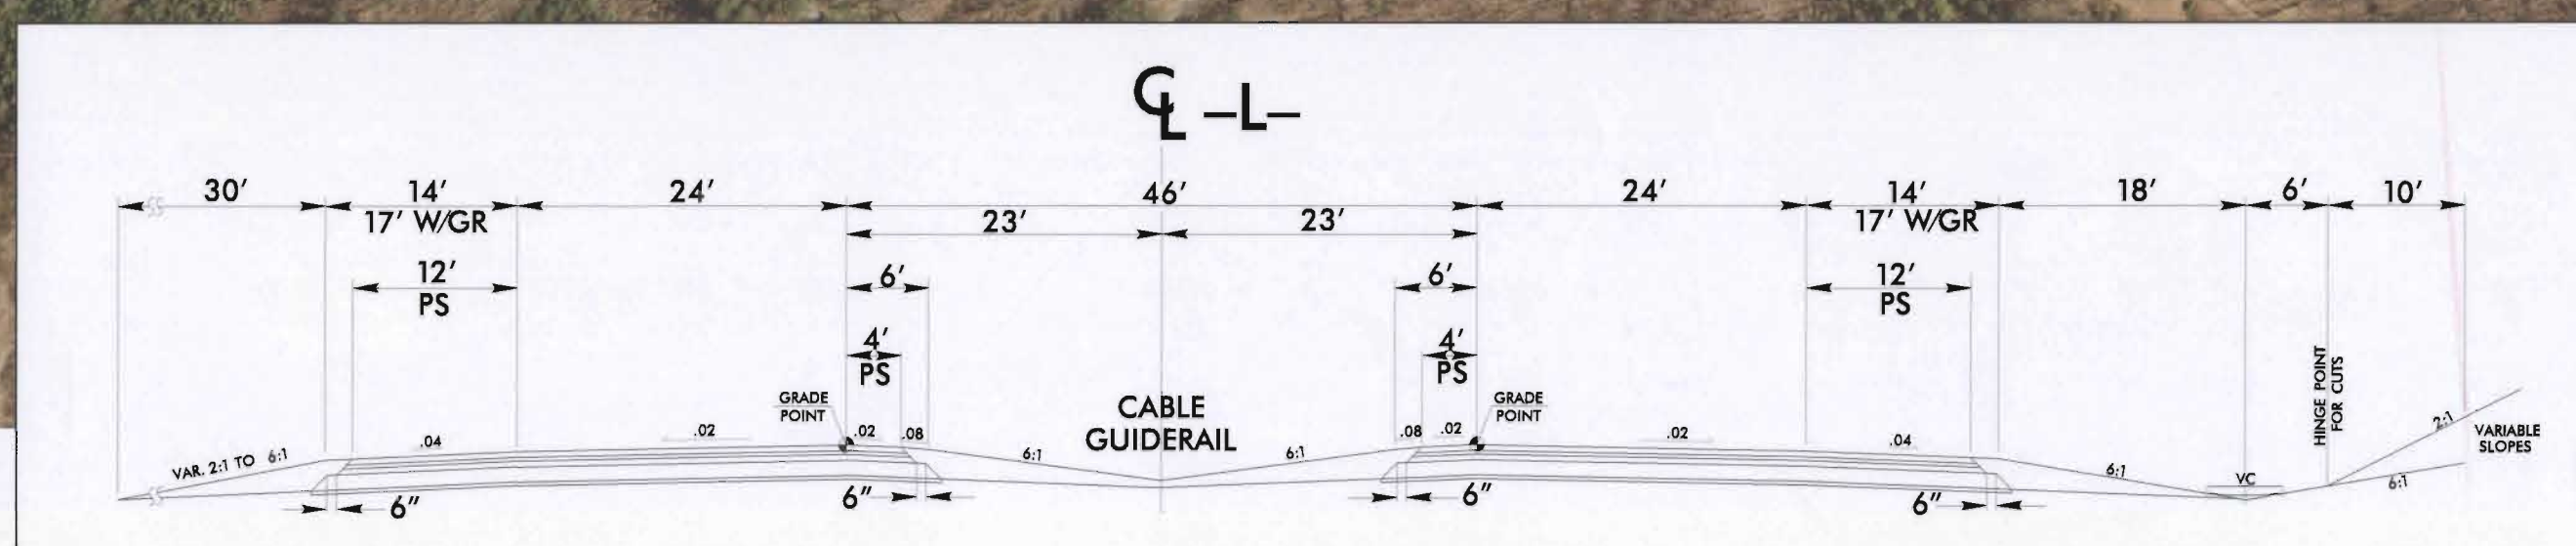 CL –L–
30' 14' 24' 46' 24' 14' 18' 6' 10'
17' W/GR 23' 23' 17' W/GR
12' 6' 6' 12'
PS PS
4' 4'
PS PS
HINGE POINT
FOR CUTS
GRADE
POINT
CABLE
GUIDERAIL
GRADE
POINT
VAR. 2:1 TO 6:1 .04 .02 .02 .08 6:1 6:1 .08 .02 .02 .04 6:1 VC 2:1 6:1
VARIABLE
SLOPES
6" 6" 6" 6"